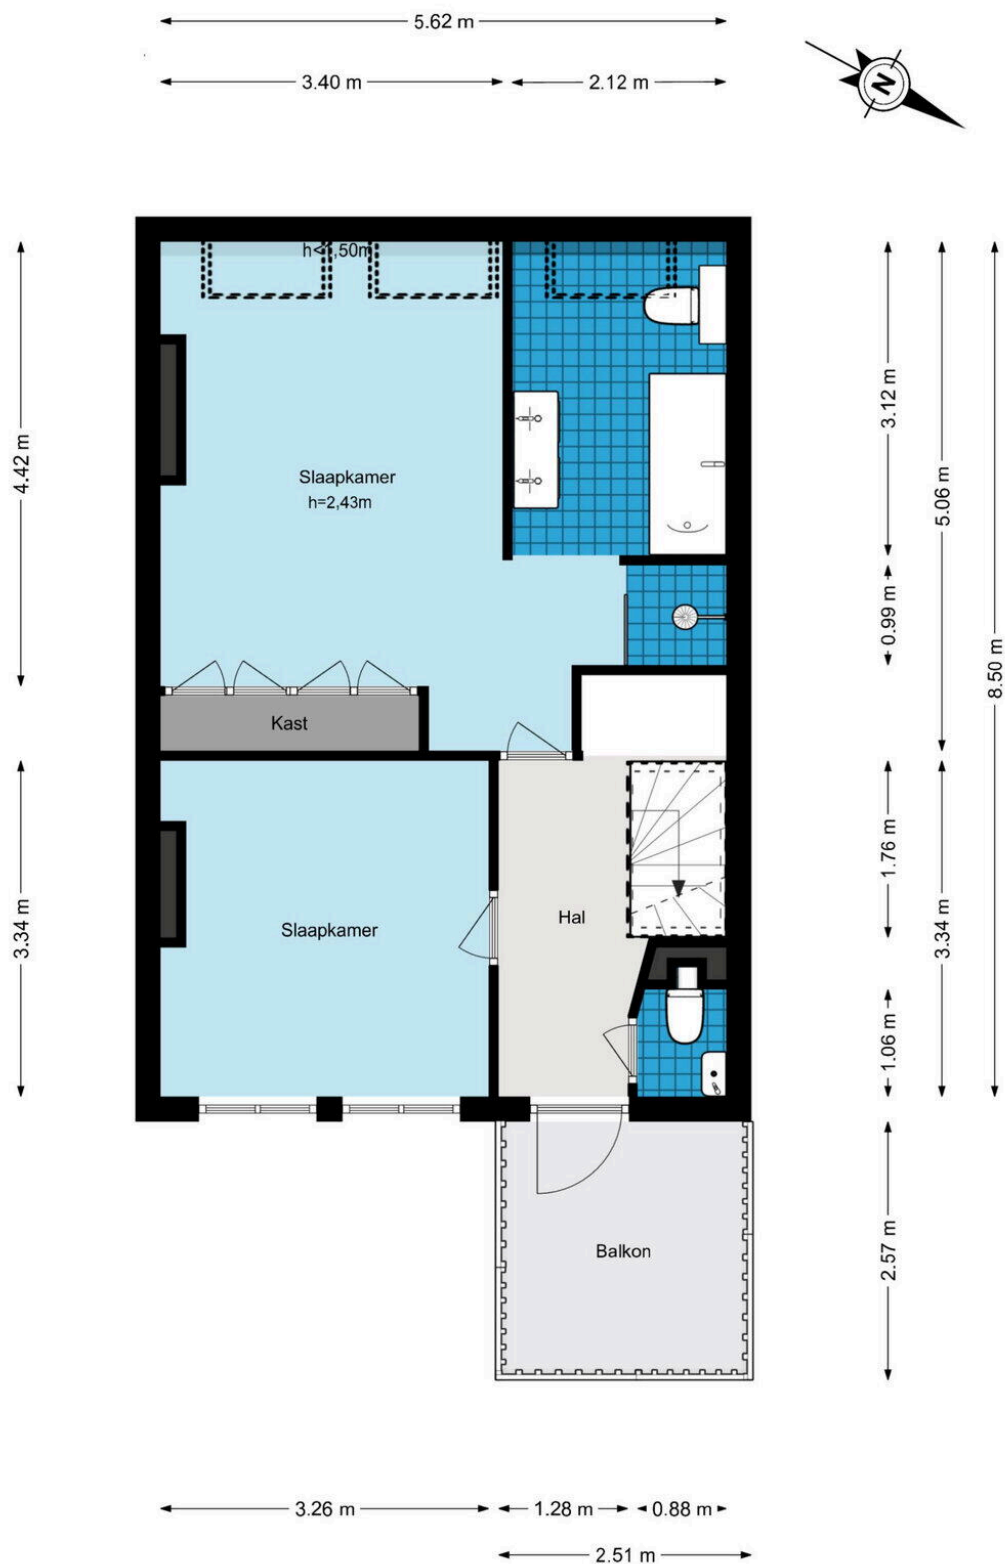 5.62 m
3.40 m
2.12 m
N
h<1,50m
4.42 m
3.12 m
Slaapkamer
h=2,43m
5.06 m
0.99 m
8.50 m
Kast
1.76 m
3.34 m
Slaapkamer
Hal
3.34 m
1.06 m
Balkon
2.57 m
3.26 m
1.28 m
0.88 m
2.51 m